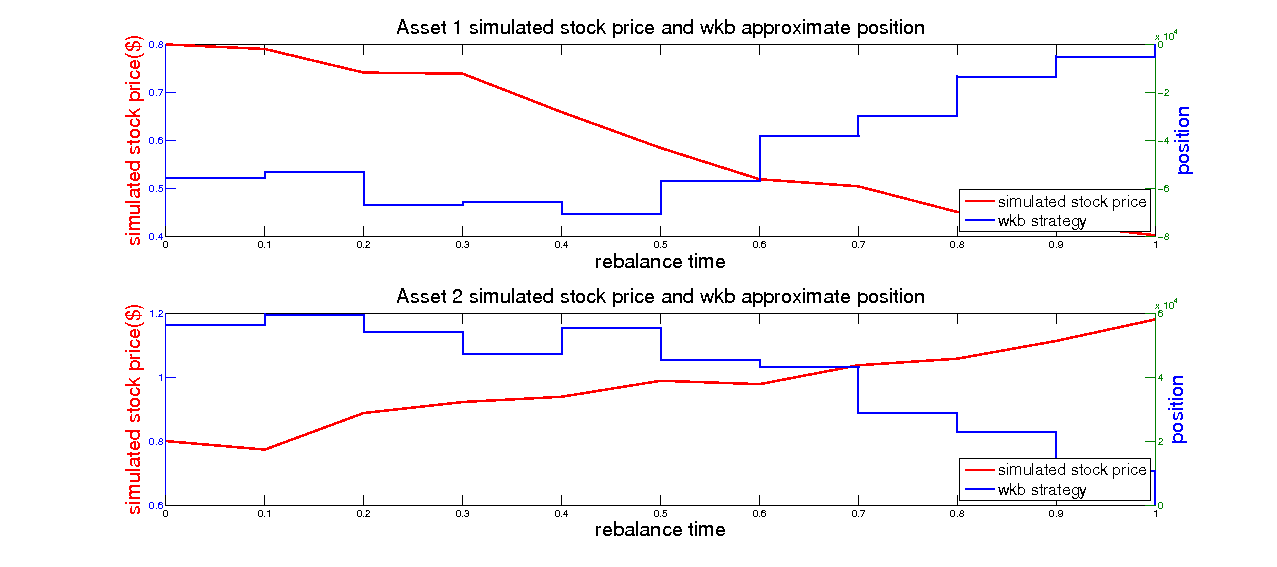 Asset 1 simulated stock price and wkb approximate position
x 10^4
simulated stock price($)
0.8
0.7
0.6
0.5
0.4
0
−2
−4
−6
−8
position
simulated stock price
wkb strategy
0 0.1 0.2 0.3 0.4 0.5 0.6 0.7 0.8 0.9 1
rebalance time
Asset 2 simulated stock price and wkb approximate position
x 10^4
simulated stock price($)
1.2
1
0.8
0.6
6
4
2
0
position
simulated stock price
wkb strategy
0 0.1 0.2 0.3 0.4 0.5 0.6 0.7 0.8 0.9 1
rebalance time